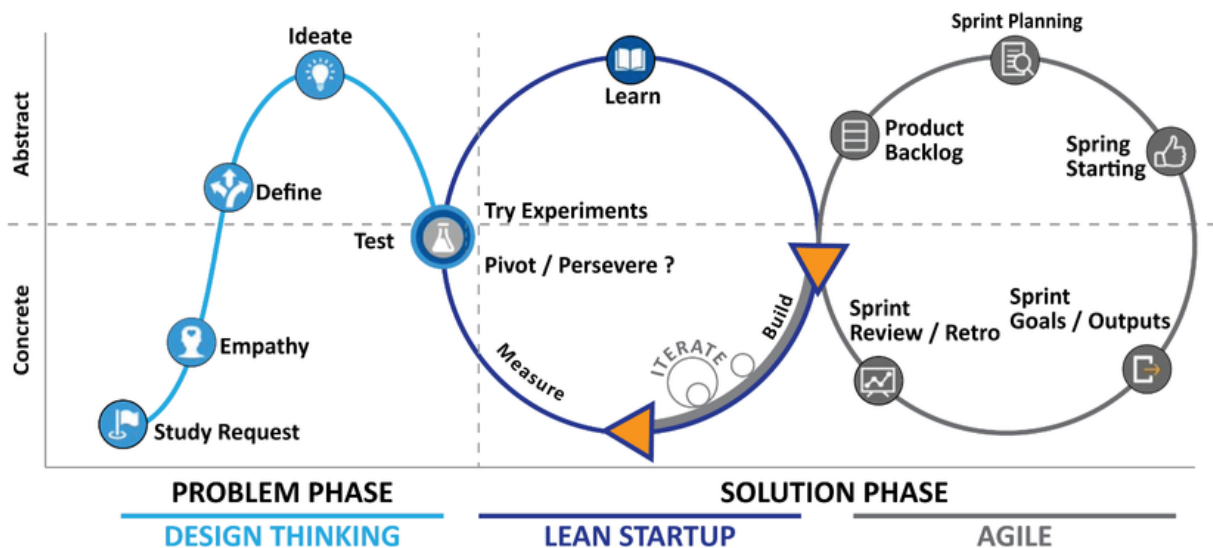 Abstract
Concrete
Ideate
Define
Empathy
Study Request
Test
Learn
Try Experiments
Pivot / Persevere ?
Measure
ITERATE
Build
Sprint Planning
Product
Backlog
Spring
Starting
Sprint
Review / Retro
Sprint
Goals / Outputs
PROBLEM PHASE
SOLUTION PHASE
DESIGN THINKING
LEAN STARTUP
AGILE